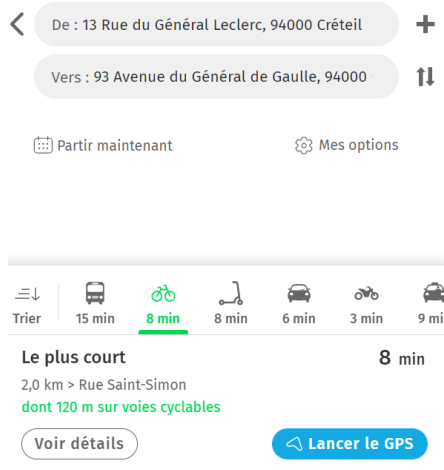 De : 13 Rue du Général Leclerc, 94000 Créteil
Vers : 93 Avenue du Général de Gaulle, 94000
Partir maintenant
Mes options
Trier 15 min 8 min 8 min 6 min 3 min 9 mi
Le plus court 8 min
2,0 km > Rue Saint-Simon
dont 120 m sur voies cyclables
Voir détails
Lancer le GPS